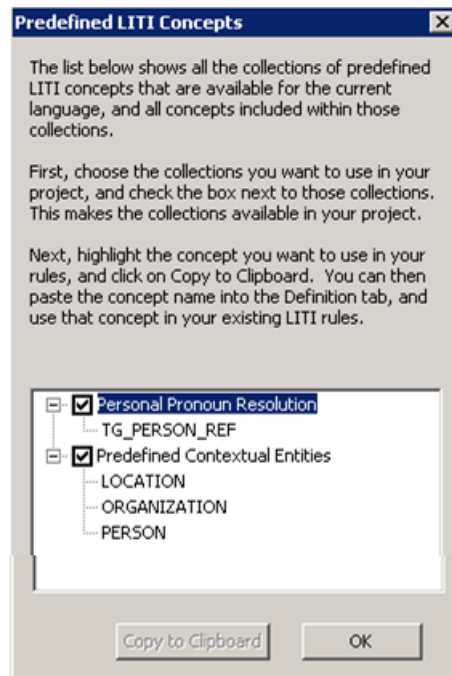 Predefined LITI Concepts
The list below shows all the collections of predefined
LITI concepts that are available for the current
language, and all concepts included within those
collections.
First, choose the collections you want to use in your
project, and check the box next to those collections.
This makes the collections available in your project.
Next, highlight the concept you want to use in your
rules, and click on Copy to Clipboard.  You can then
paste the concept name into the Definition tab, and
use that concept in your existing LITI rules.
Personal Pronoun Resolution
TG_PERSON_REF
Predefined Contextual Entities
LOCATION
ORGANIZATION
PERSON
Copy to Clipboard OK